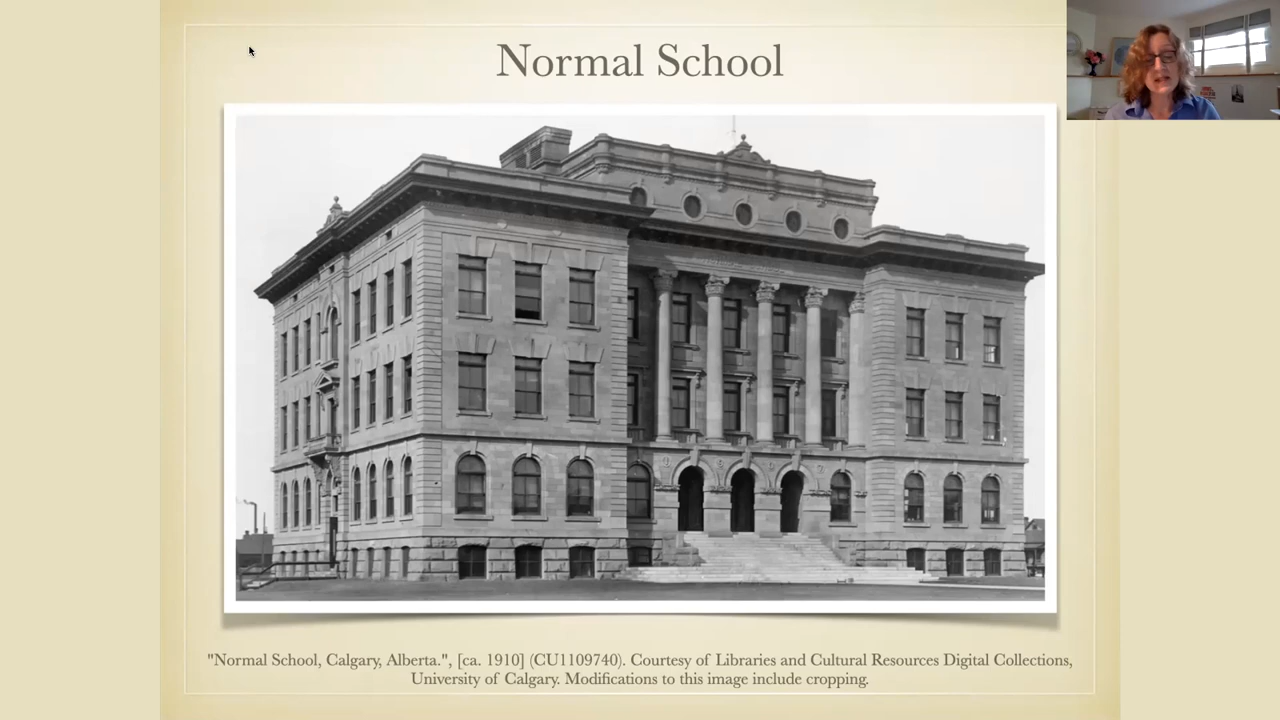 Normal School
"Normal School, Calgary, Alberta.", [ca. 1910] (CU1109740). Courtesy of Libraries and Cultural Resources Digital Collections,
University of Calgary. Modifications to this image include cropping.